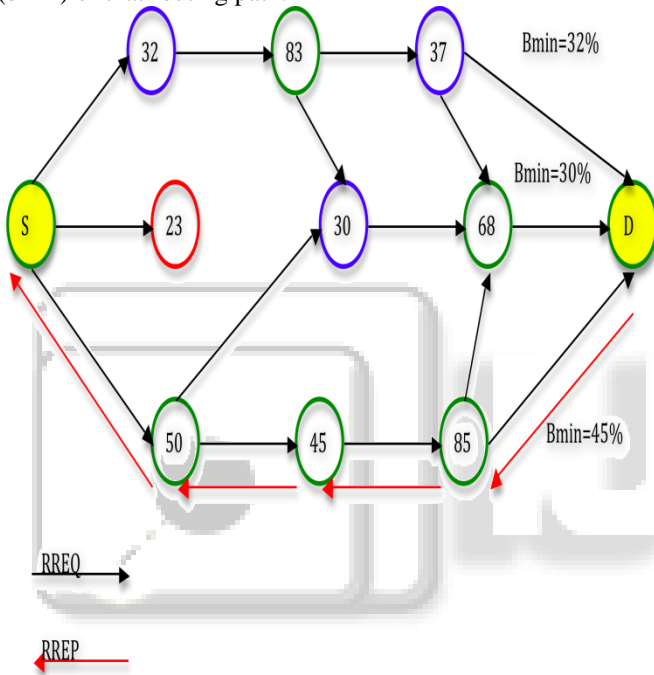 32
83
37
Bmin=32%
Bmin=30%
S
23
30
68
D
50
45
85
Bmin=45%
RREQ
RREP